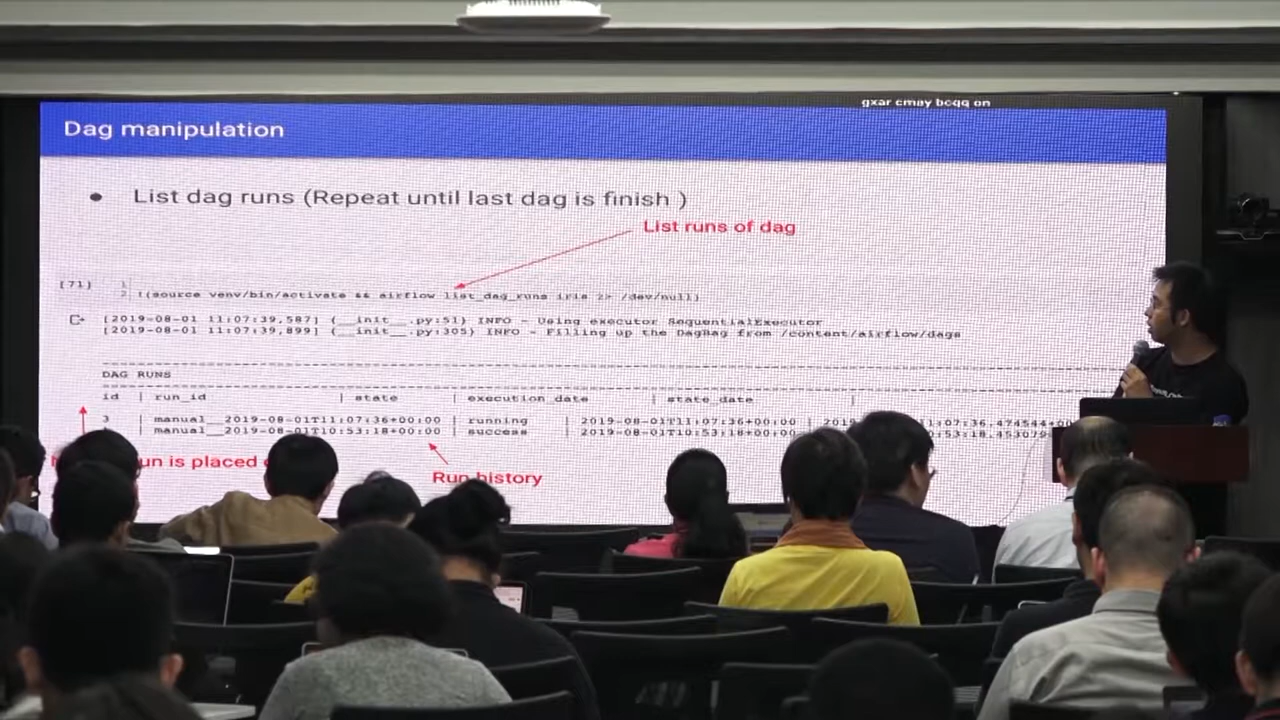 gxar cmay bcqq on
Dag manipulation
● List dag runs (Repeat until last dag is finish )
List runs of dag
[71] 1
2 !(source venv/bin/activate && airflow list_dag_runs iris 2> /dev/null)
[2019-08-01 11:07:39,587] {__init__.py:51} INFO - Using executor SequentialExecutor
[2019-08-01 11:07:39,899] {__init__.py:305} INFO - Filling up the DagBag from /content/airflow/dags
DAG RUNS
id | run_id | state | execution_date | state_date |
3 | manual__2019-08-01T11:07:36+00:00 | running | 2019-08-01T11:07:36+00:00 |
| manual__2019-08-01T10:53:18+00:00 | success | 2019-08-01T10:53:18+00:00
run is placed
Run history